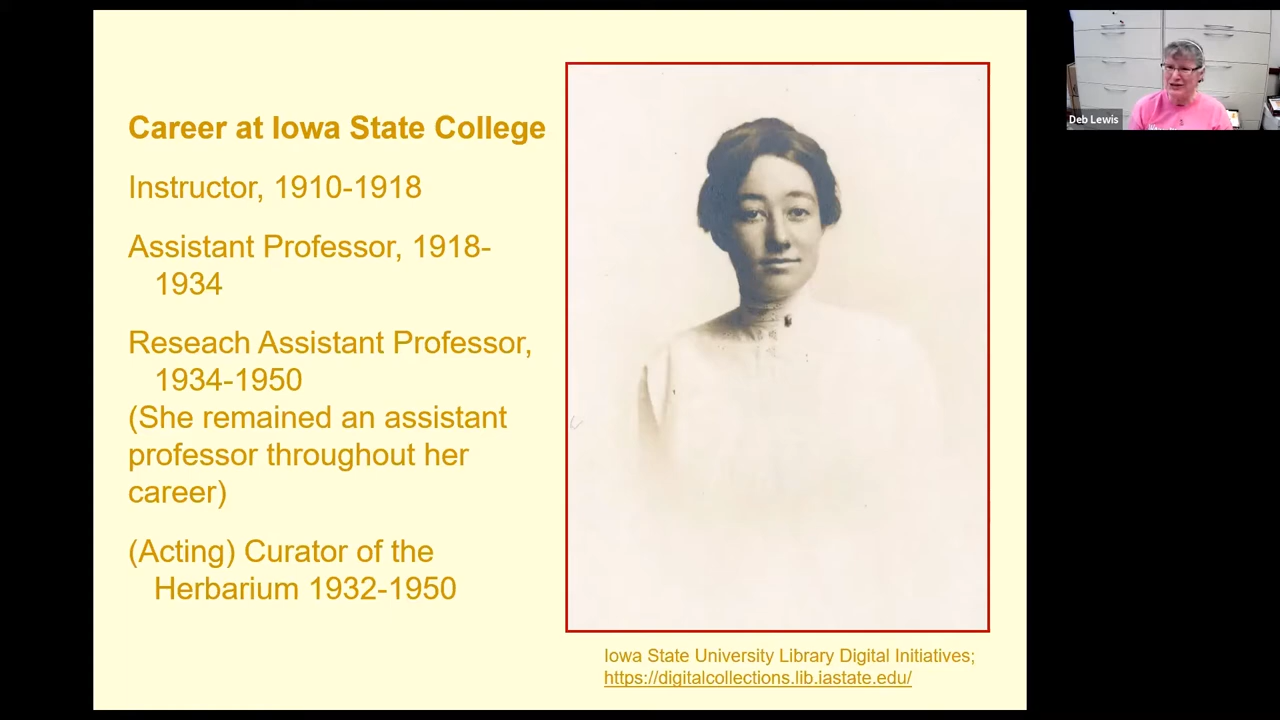 Career at Iowa State College
Instructor, 1910-1918
Assistant Professor, 1918-
1934
Reseach Assistant Professor,
1934-1950
(She remained an assistant
professor throughout her
career)
(Acting) Curator of the
Herbarium 1932-1950
Iowa State University Library Digital Initiatives;
https://digitalcollections.lib.iastate.edu/
Deb Lewis